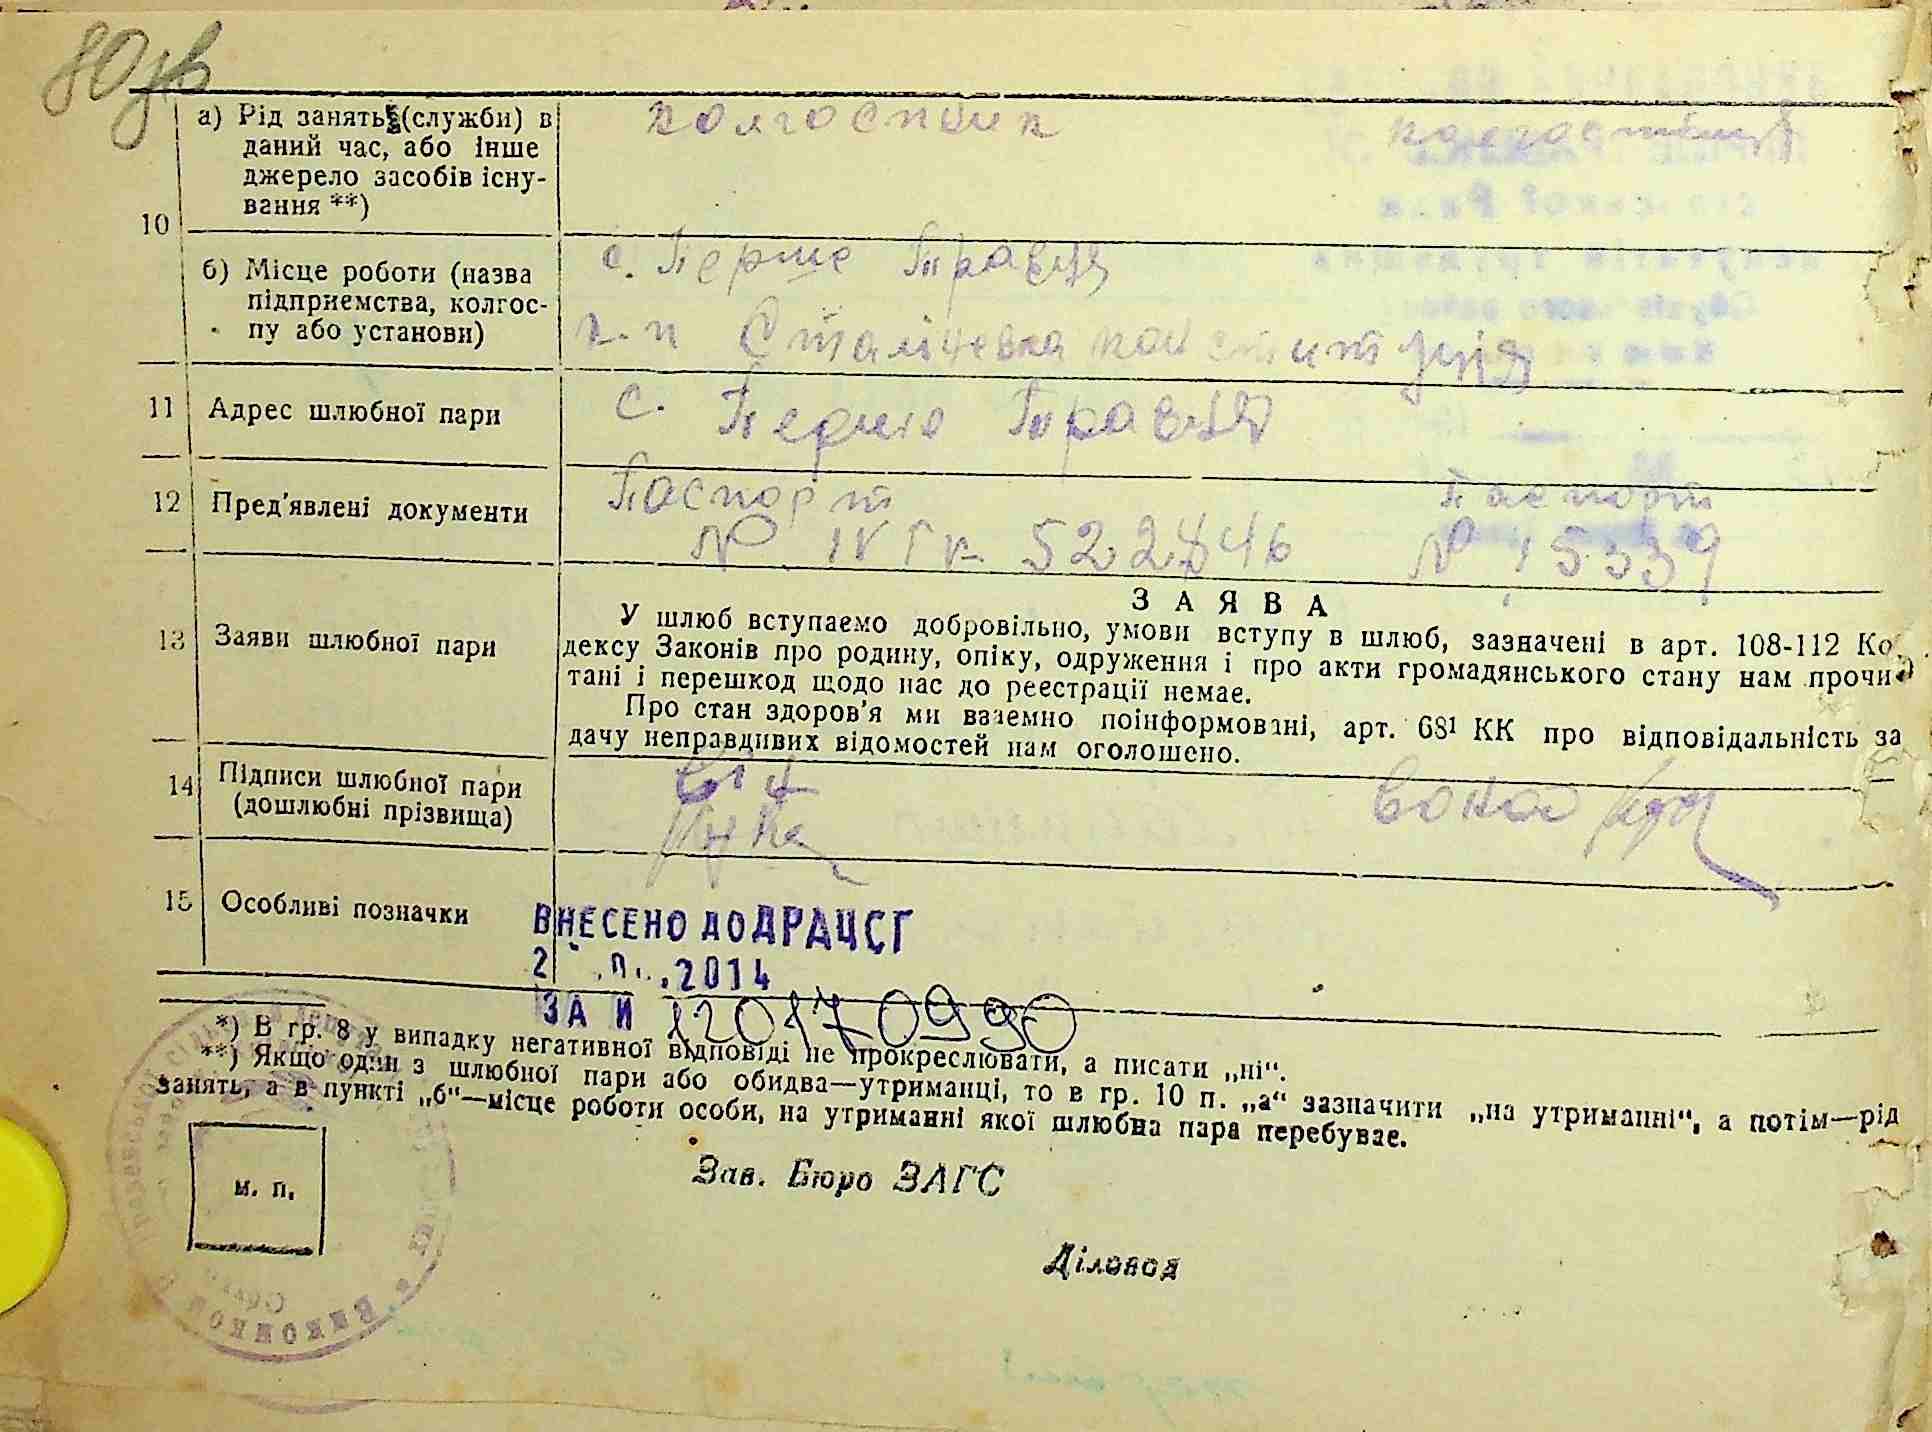 80 зв
а) Рід занять (служби) в
даний час, або інше
джерело засобів існу-
вання **)
колгоспник
колгоспниця
10
б) Місце роботи (назва
підприємства, колгос-
пу або установи)
с. Перше Травня
к-п Сталінська конституція
11 Адрес шлюбної пари
с. Перше Травня
12 Пред'явлені документи
Паспорт
Паспорт
№ 15339
13 Заяви шлюбної пари
ЗАЯВА
У шлюб вступаємо добровільно, умови вступу в шлюб, зазначені в арт. 108-112 Ко
дексу Законів про родину, опіку, одруження і про акти громадянського стану нам прочи
тані і перешкод щодо нас до реєстрації немає.
Про стан здоров'я ми взаємно поінформовані, арт. 68¹ КК про відповідальність за
дачу неправдивих відомостей нам оголошено.
14 Підписи шлюбної пари
(дошлюбні прізвища)
Він
Вона
15 Особливі позначки
ВНЕСЕНО ДО ДРАЦСГ
2014
ЗА И 120170990
*) В гр. 8 у випадку негативної відповіді не прокреслювати, а писати „ні“.
**) Якщо один з шлюбної пари або обидва—утриманці, то в гр. 10 п. „а“ зазначити „на утриманні“, а потім—рід
занять, а в пункті „б“—місце роботи особи, на утриманні якої шлюбна пара перебуває.
м. п.
Зав. Бюро ЗАГС
Діловод